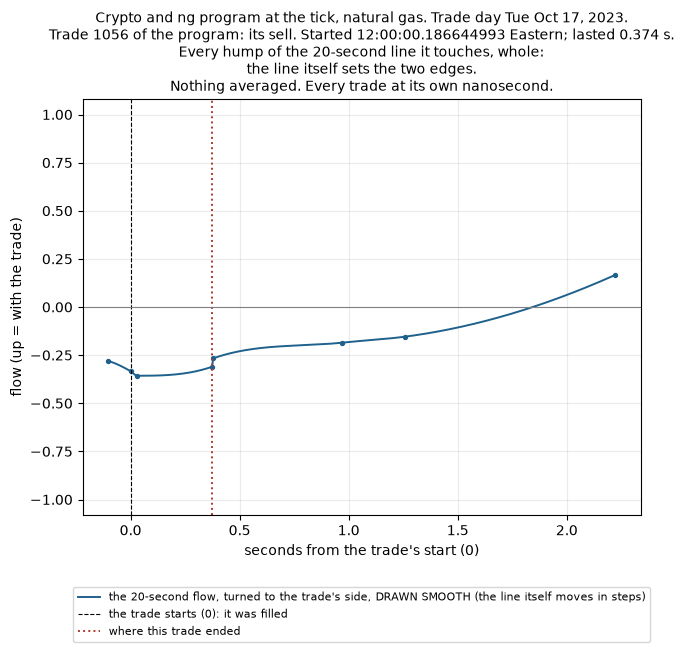 Crypto and ng program at the tick, natural gas. Trade day Tue Oct 17, 2023.
Trade 1056 of the program: its sell. Started 12:00:00.186644993 Eastern; lasted 0.374 s.
Every hump of the 20-second line it touches, whole:
the line itself sets the two edges.
Nothing averaged. Every trade at its own nanosecond.
1.00
0.75
0.50
0.25
0.00
−0.25
−0.50
−0.75
−1.00
flow (up = with the trade)
0.0 0.5 1.0 1.5 2.0
seconds from the trade's start (0)
the 20-second flow, turned to the trade's side, DRAWN SMOOTH (the line itself moves in steps)
the trade starts (0): it was filled
where this trade ended